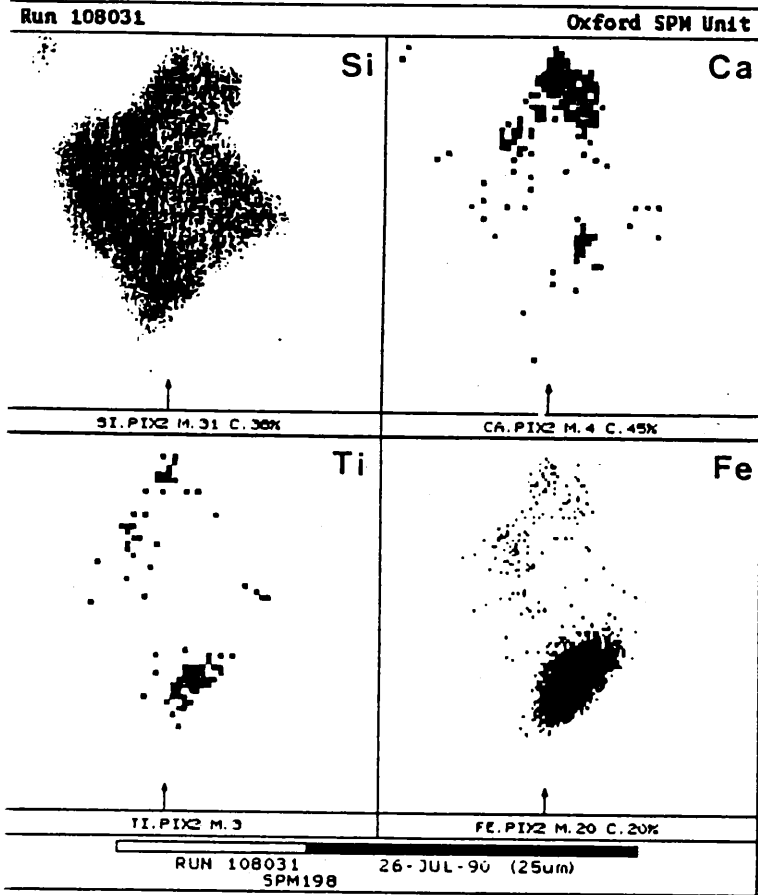 Run 108031 Oxford SPM Unit
Si Ca
SI.PIX2 M.31 C.38% CA.PIX2 M.4 C.45%
Ti Fe
TI.PIX2 M.3 FE.PIX2 M.20 C.20%
RUN 108031 26-JUL-90 (25um)
SPM198